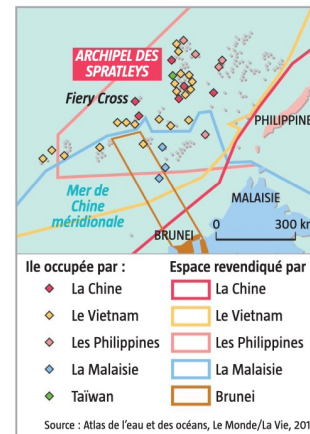 ARCHIPEL DES
SPRATLEYS
Fiery Cross
PHILIPPINE
Mer de
Chine
méridionale
MALAISIE
BRUNEI
0 300 km
Ile occupée par :
La Chine
Le Vietnam
Les Philippines
La Malaisie
Taïwan
Espace revendiqué par
La Chine
Le Vietnam
Les Philippines
La Malaisie
Brunei
Source : Atlas de l'eau et des océans, Le Monde/La Vie, 201